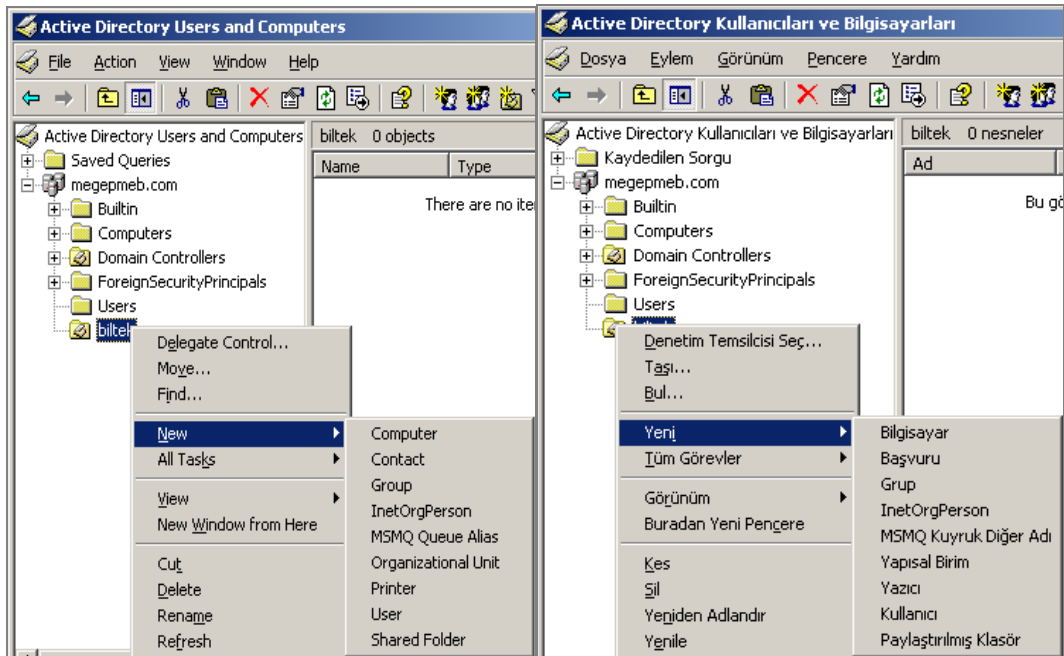 Active Directory Users and Computers
File Action View Window Help
Active Directory Users and Computers
Saved Queries
megepmeb.com
Builtin
Computers
Domain Controllers
ForeignSecurityPrincipals
Users
biltek
biltek 0 objects
Name Type
There are no
Delegate Control...
Move...
Find...
New
All Tasks
View
New Window from Here
Cut
Delete
Rename
Refresh
Computer
Contact
Group
InetOrgPerson
MSMQ Queue Alias
Organizational Unit
Printer
User
Shared Folder
Active Directory Kullanıcıları ve Bilgisayarları
Dosya Eylem Görünüm Pencere Yardım
Active Directory Kullanıcıları ve Bilgisayarları
Kaydedilen Sorgu
megepmeb.com
Builtin
Computers
Domain Controllers
ForeignSecurityPrincipals
Users
biltek 0 nesneler
Ad
Bu
Denetim Temsilcisi Seç...
Taşı...
Bul...
Yeni
Tüm Görevler
Görünüm
Buradan Yeni Pencere
Kes
Sil
Yeniden Adlandır
Yenile
Bilgisayar
Başvuru
Grup
InetOrgPerson
MSMQ Kuyruk Diğer Adı
Yapısal Birim
Yazıcı
Kullanıcı
Paylaştırılmış Klasör